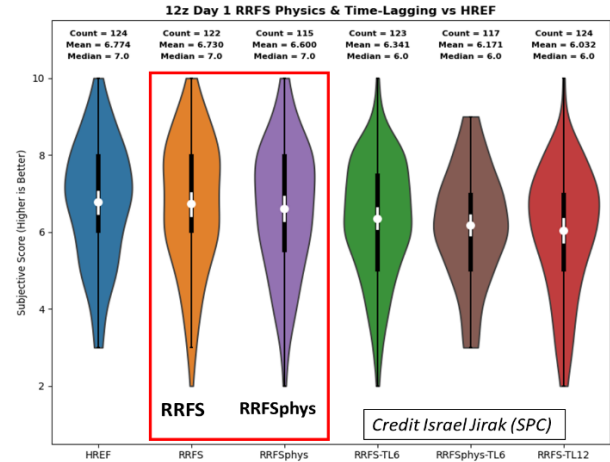 12z Day 1 RRFS Physics & Time-Lagging vs HREF
Count = 124 Count = 122 Count = 115 Count = 123 Count = 117 Count = 124
Mean = 6.774 Mean = 6.730 Mean = 6.600 Mean = 6.341 Mean = 6.171 Mean = 6.032
Median = 7.0 Median = 7.0 Median = 7.0 Median = 6.0 Median = 6.0 Median = 6.0
Subjective Score (Higher is Better)
10
8
6
4
2
RRFS RRFSphys
Credit Israel Jirak (SPC)
HREF RRFS RRFSphys RRFS-TL6 RRFSphys-TL6 RRFS-TL12